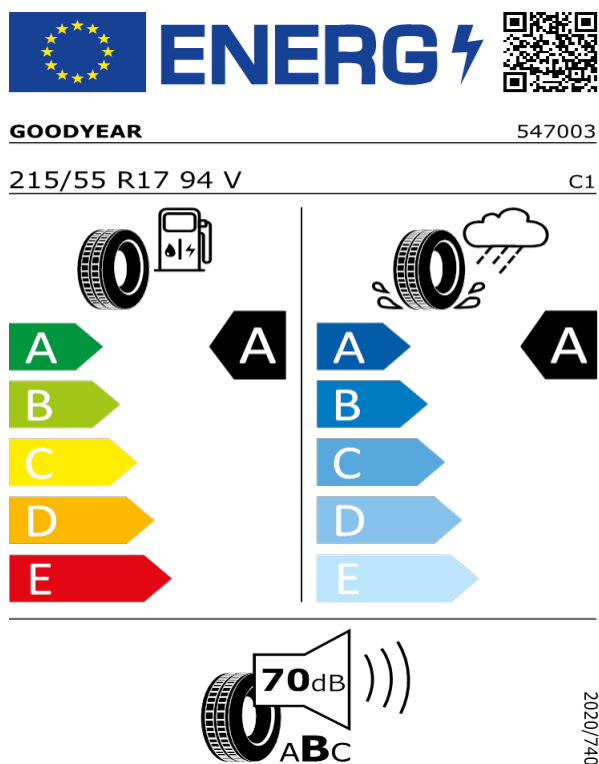 ENERG
GOODYEAR 547003
215/55 R17 94 V C1
A A A A
B B
C C
D D
E E
70dB
ABC
2020/740